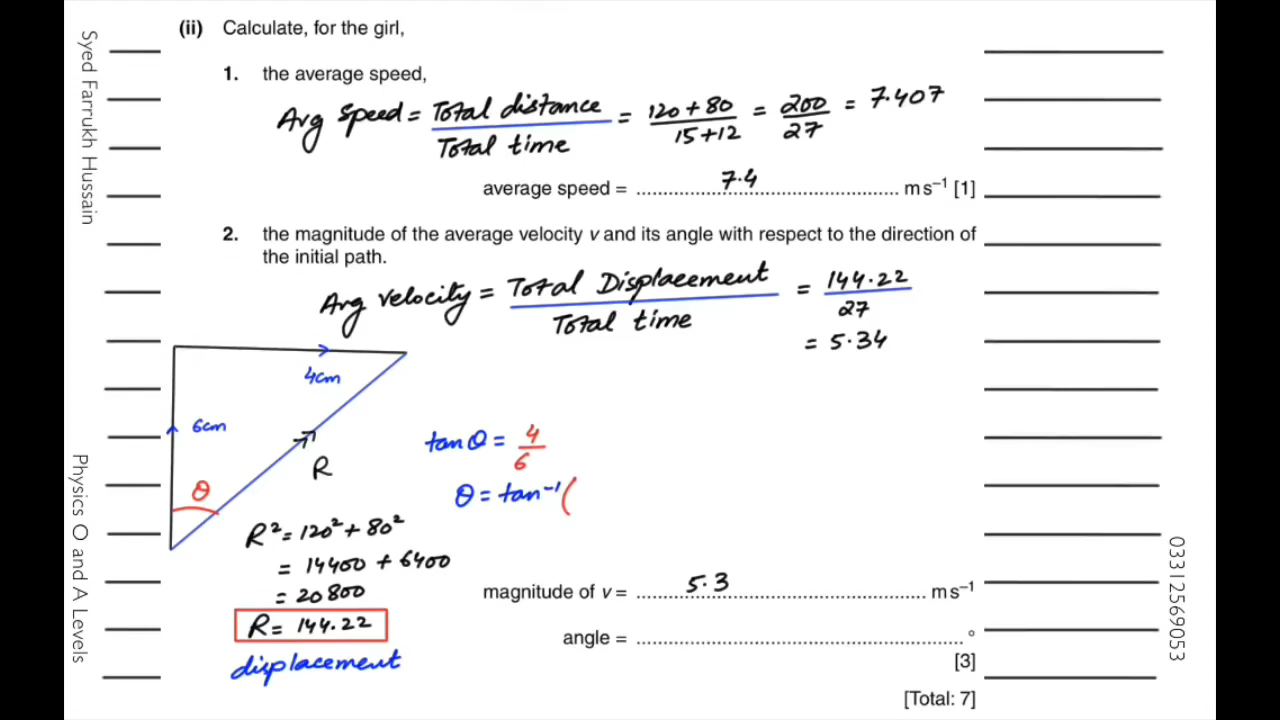 Syed Farrukh Hussain
(ii) Calculate, for the girl,
1. the average speed,
Avg Speed = Total distance / Total time = 120 + 80 / 15 + 12 = 200 / 27 = 7.407
average speed = ........ 7.4 ........ m s⁻¹ [1]
2. the magnitude of the average velocity v and its angle with respect to the direction of
the initial path.
Avg velocity = Total Displacement / Total time = 144.22 / 27
= 5.34
4cm
6cm
R
θ
tan θ = 4 / 6
θ = tan⁻¹(
R² = 120² + 80²
= 14400 + 6400
= 20800
R = 144.22
displacement
magnitude of v = ........ 5.3 ........ m s⁻¹
angle = ........ °
[3]
[Total: 7]
Physics O and A Levels
03312569053